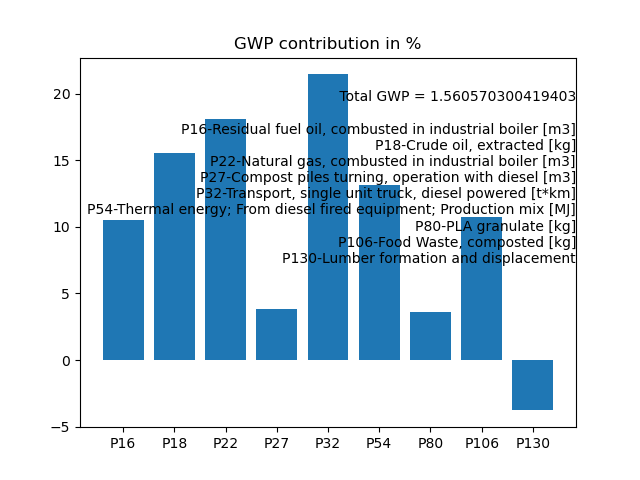 GWP contribution in %
Total GWP = 1.560570300419403
P16-Residual fuel oil, combusted in industrial boiler [m3]
P18-Crude oil, extracted [kg]
P22-Natural gas, combusted in industrial boiler [m3]
P27-Compost piles turning, operation with diesel [m3]
P32-Transport, single unit truck, diesel powered [t*km]
P54-Thermal energy; From diesel fired equipment; Production mix [MJ]
P80-PLA granulate [kg]
P106-Food Waste, composted [kg]
P130-Lumber formation and displacement
20
15
10
5
0
−5
P16 P18 P22 P27 P32 P54 P80 P106 P130